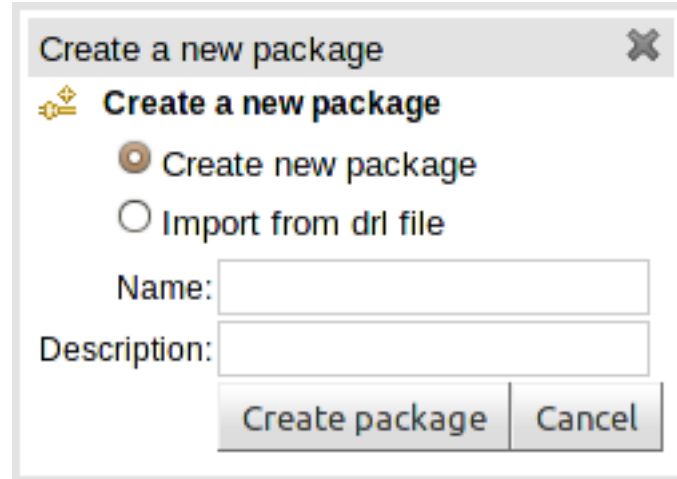 Create a new package
Create a new package
Create new package
Import from drl file
Name:
Description:
Create package Cancel